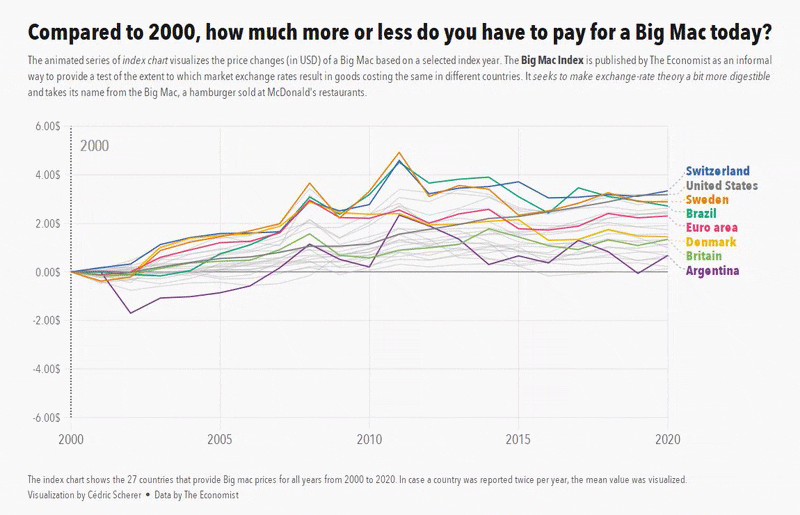 Compared to 2000, how much more or less do you have to pay for a Big Mac today?
The animated series of index chart visualizes the price changes (in USD) of a Big Mac based on a selected index year. The Big Mac Index is published by The Economist as an informal
way to provide a test of the extent to which market exchange rates result in goods costing the same in different countries. It seeks to make exchange-rate theory a bit more digestible
and takes its name from the Big Mac, a hamburger sold at McDonald's restaurants.
6.00$
2000
4.00$
Switzerland
United States
Sweden
Brazil
2.00$
Euro area
Denmark
Britain
0.00$
Argentina
-2.00$
-4.00$
-6.00$
2000 2005 2010 2015 2020
The index chart shows the 27 countries that provide Big mac prices for all years from 2000 to 2020. In case a country was reported twice per year, the mean value was visualized.
Visualization by Cédric Scherer • Data by The Economist